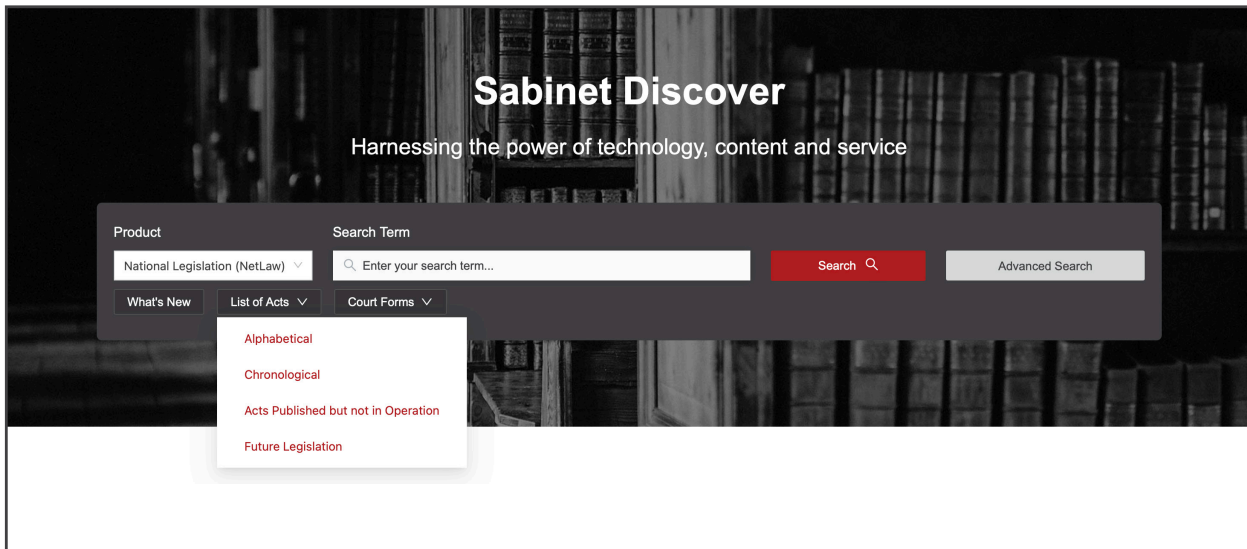 Sabinet Discover
Harnessing the power of technology, content and service
Product
Search Term
National Legislation (NetLaw)
Enter your search term...
Search
Advanced Search
What's New
List of Acts
Court Forms
Alphabetical
Chronological
Acts Published but not in Operation
Future Legislation